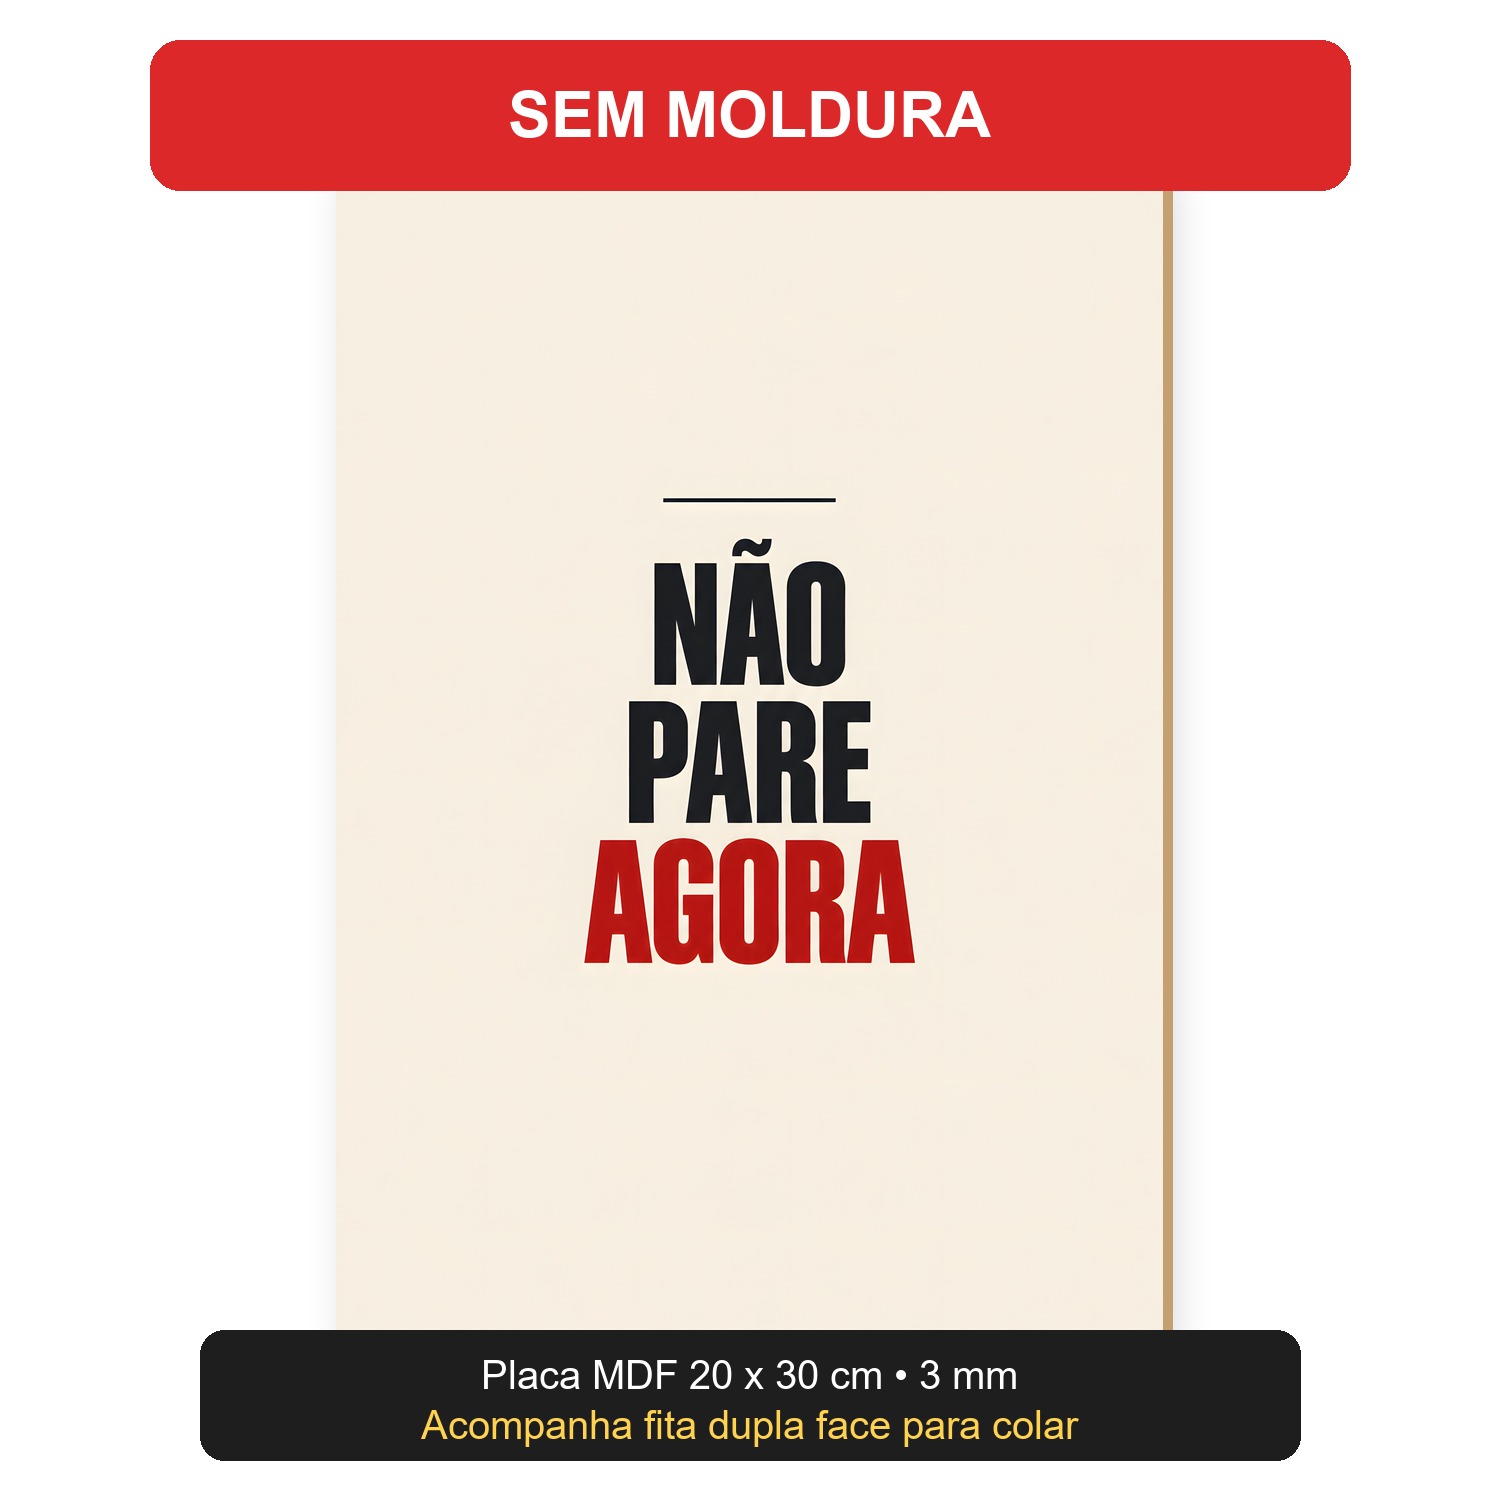 SEM MOLDURA
NÃO
PARE
AGORA
Placa MDF 20 x 30 cm • 3 mm
Acompanha fita dupla face para colar